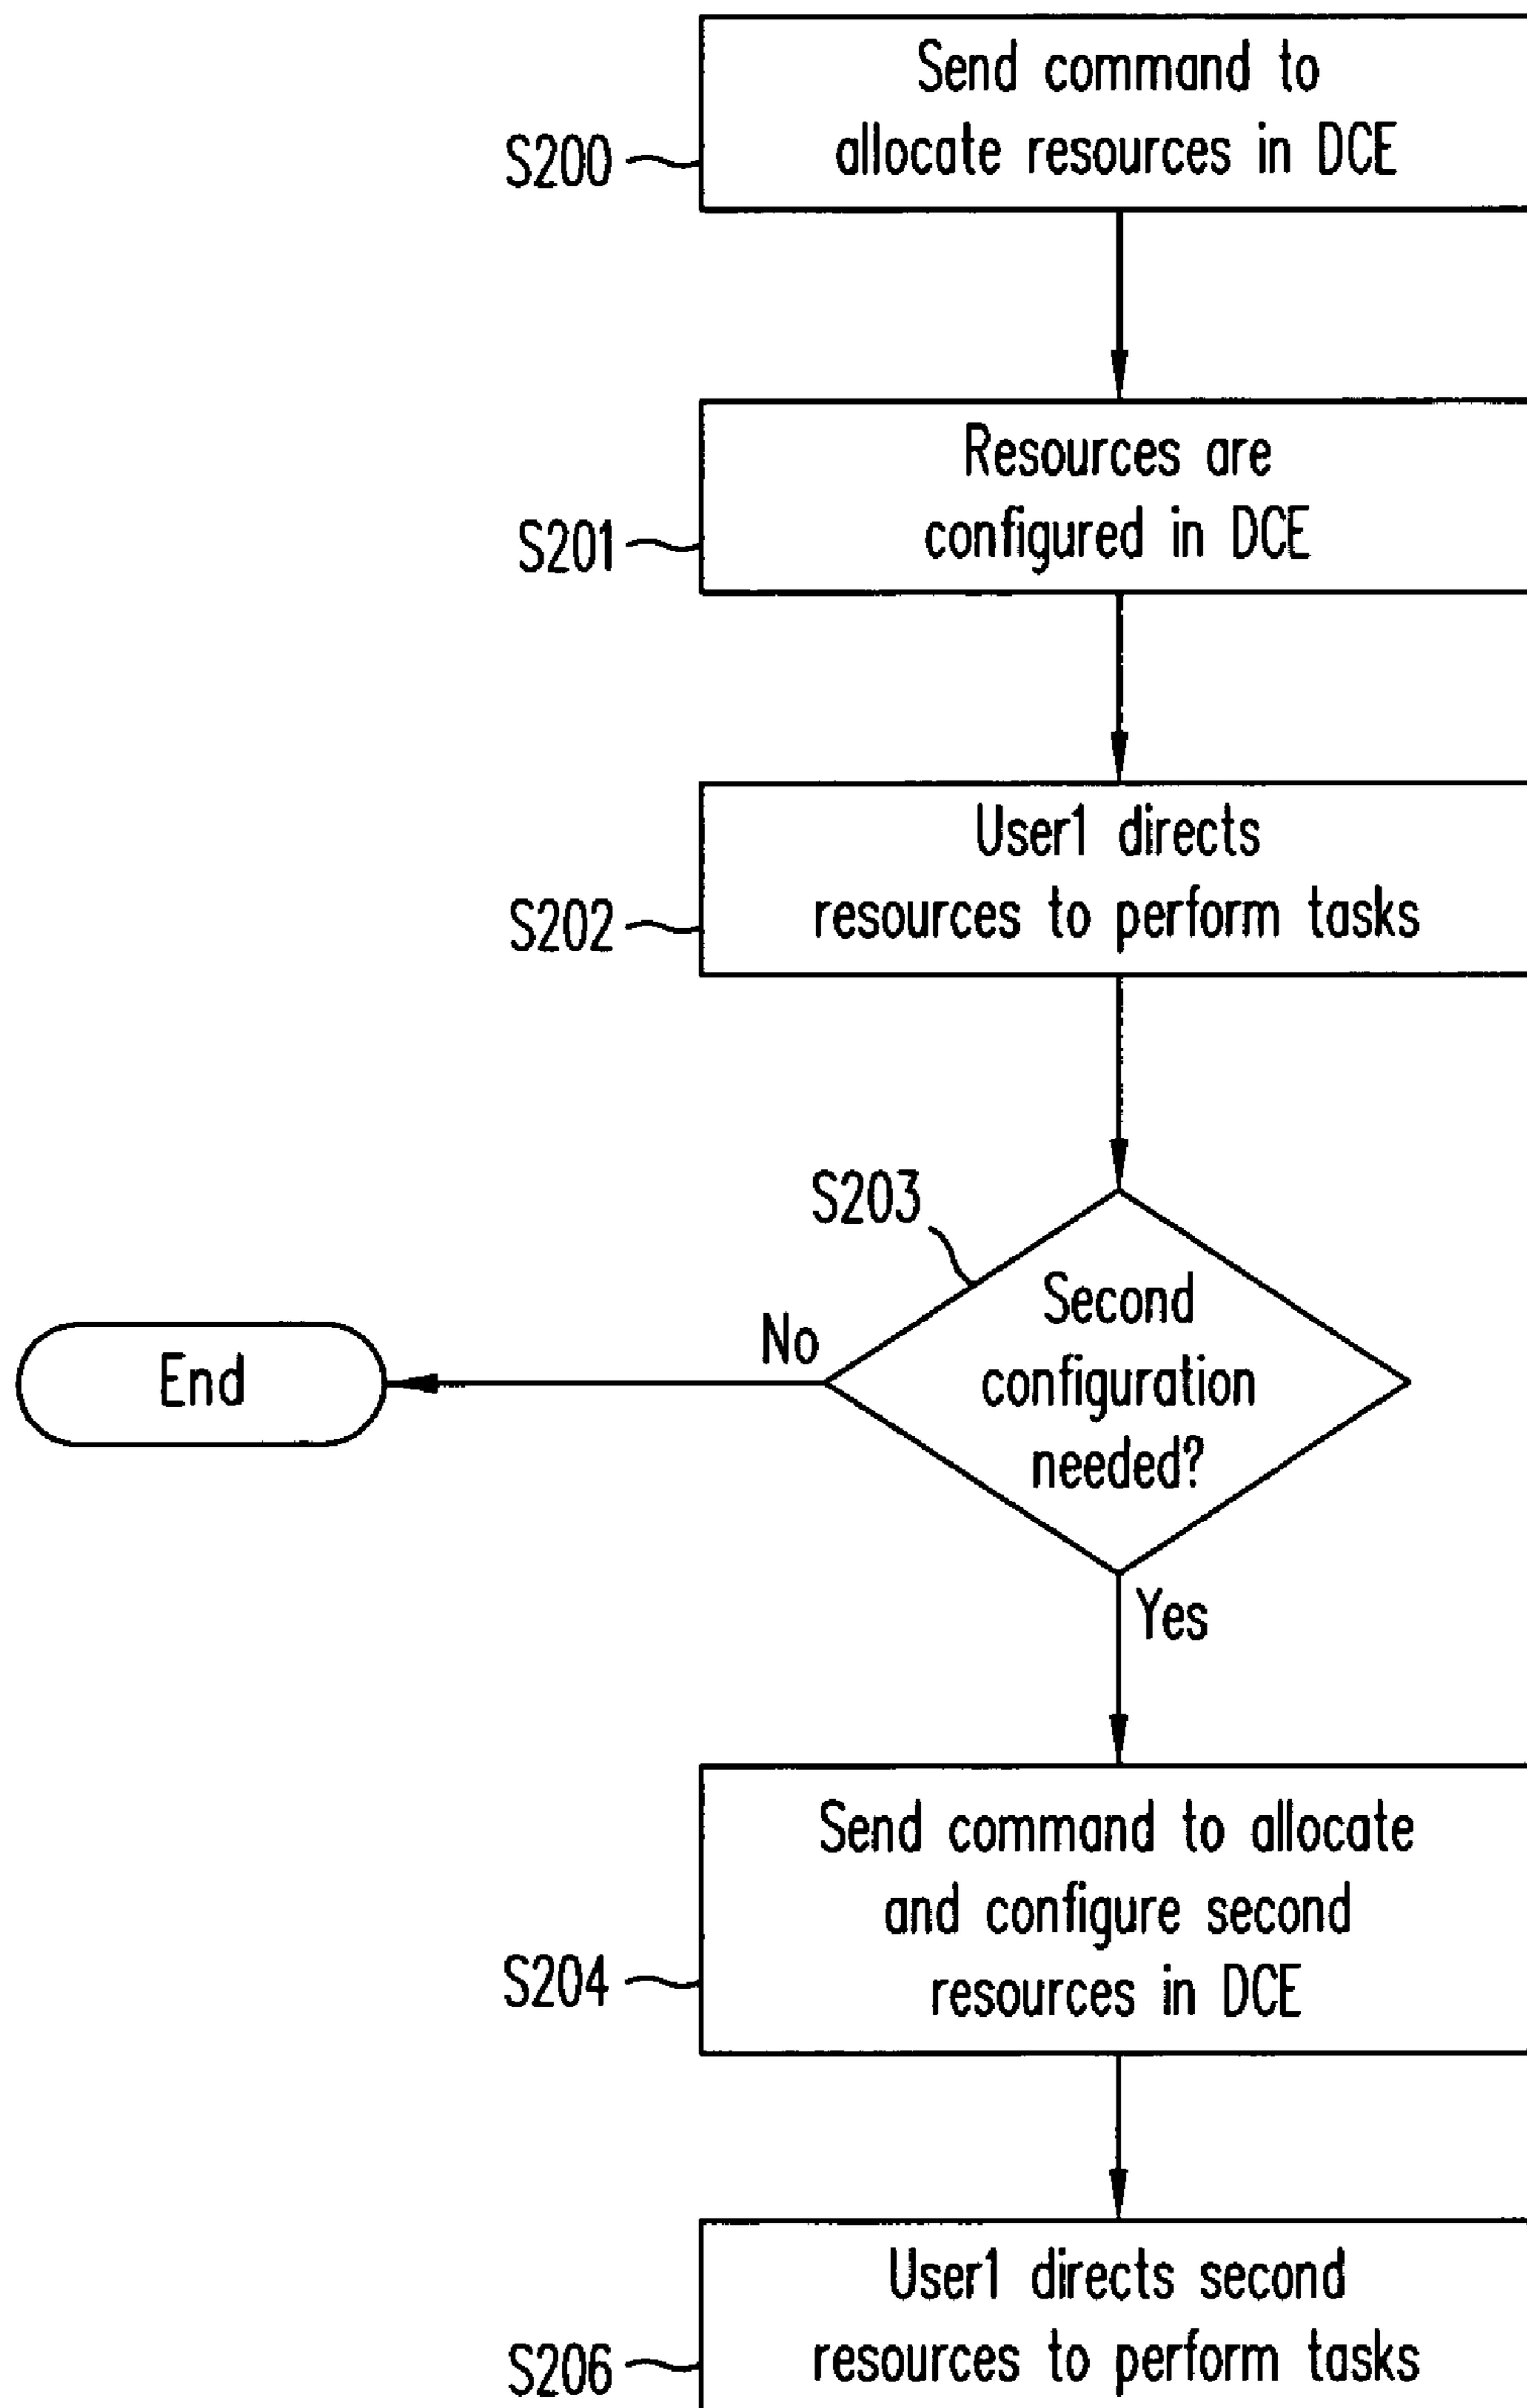 Send command to
allocate resources in DCE
S200
Resources are
configured in DCE
S201
User1 directs
resources to perform tasks
S202
S203
Second
configuration
needed?
No
End
Yes
Send command to allocate
and configure second
resources in DCE
S204
User1 directs second
resources to perform tasks
S206